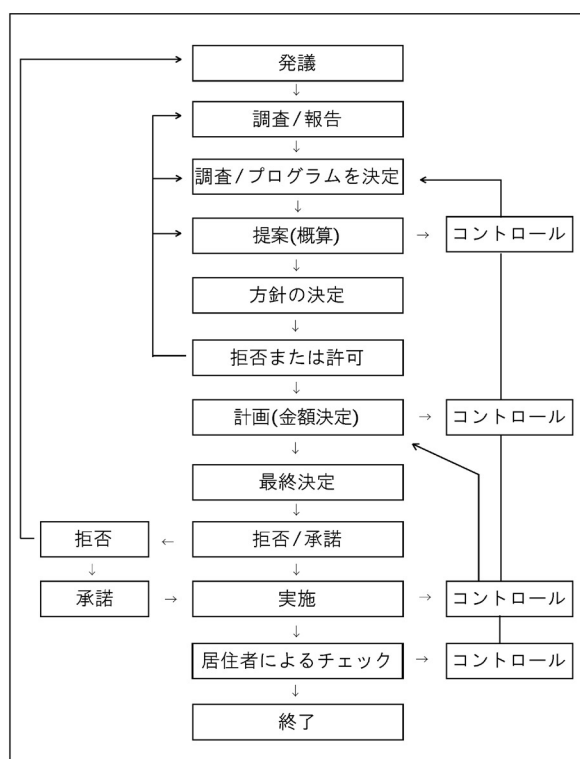 発議
↓
調査/報告
↓
調査/プログラムを決定
↓
提案(概算) → コントロール
↓
方針の決定
↓
拒否または許可
↓
計画(金額決定) → コントロール
↓
最終決定
↓
拒否 ← 拒否/承諾
↓ ↓
承諾 → 実施 → コントロール
↓
居住者によるチェック → コントロール
↓
終了